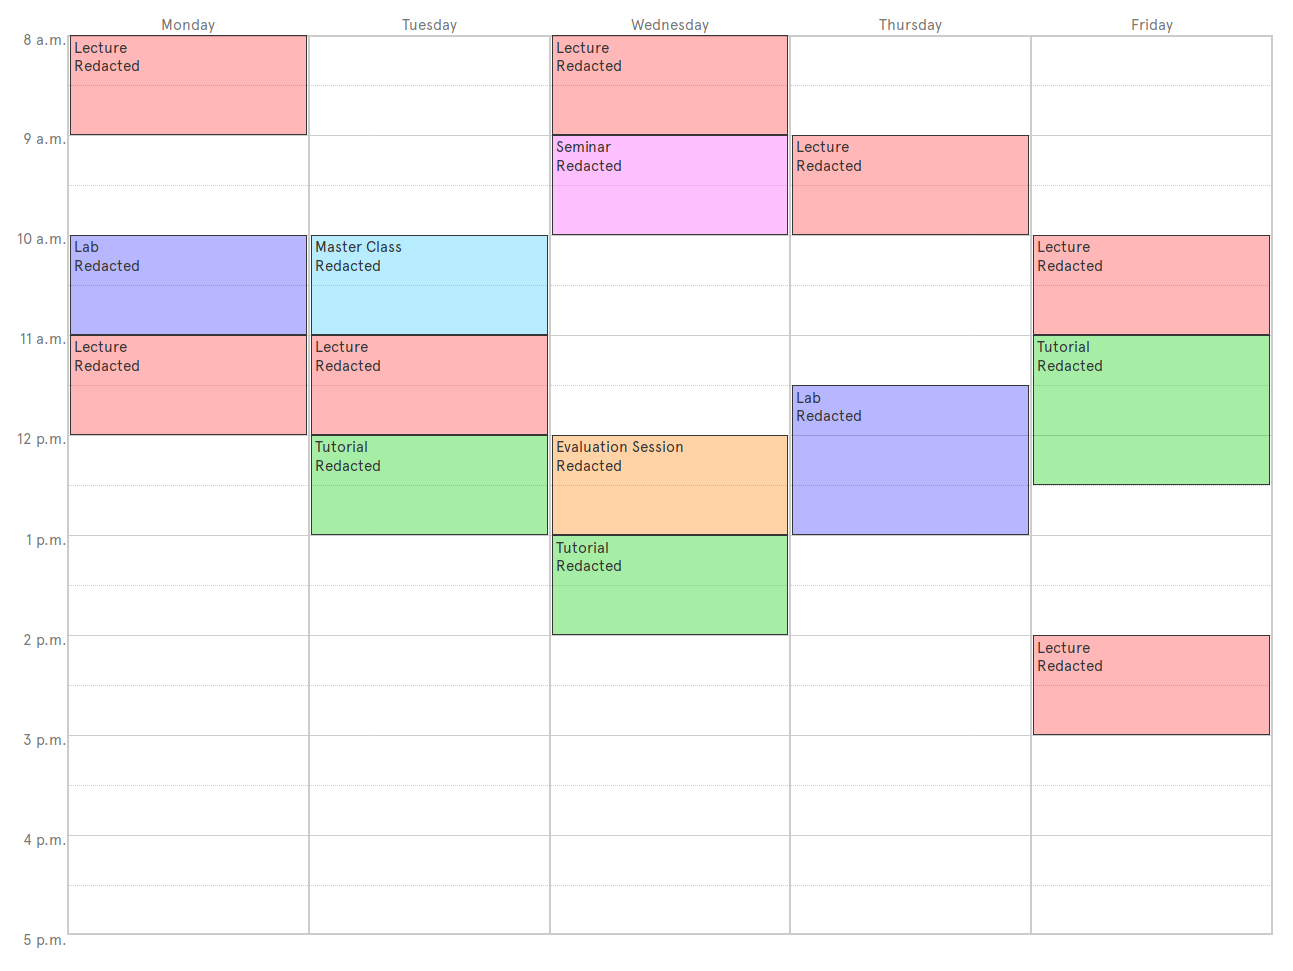 Monday Tuesday Wednesday Thursday Friday
8 a.m.
Lecture
Redacted
Lecture
Redacted
9 a.m.
Seminar
Redacted
Lecture
Redacted
10 a.m.
Lab
Redacted
Master Class
Redacted
Lecture
Redacted
11 a.m.
Lecture
Redacted
Lecture
Redacted
Tutorial
Redacted
Lab
Redacted
12 p.m.
Tutorial
Redacted
Evaluation Session
Redacted
1 p.m.
Tutorial
Redacted
2 p.m.
Lecture
Redacted
3 p.m.
4 p.m.
5 p.m.